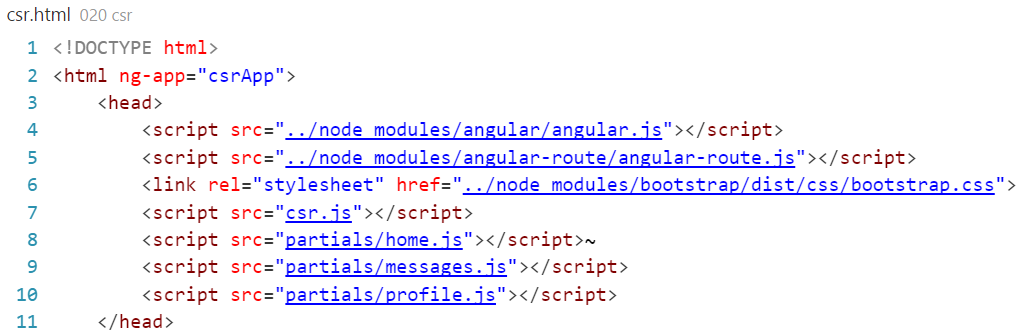 csr.html 020 csr
1 <!DOCTYPE html>
2 <html ng-app="csrApp">
3 <head>
4 <script src="../node_modules/angular/angular.js"></script>
5 <script src="../node_modules/angular-route/angular-route.js"></script>
6 <link rel="stylesheet" href="../node_modules/bootstrap/dist/css/bootstrap.css">
7 <script src="csr.js"></script>
8 <script src="partials/home.js"></script>~
9 <script src="partials/messages.js"></script>
10 <script src="partials/profile.js"></script>
11 </head>